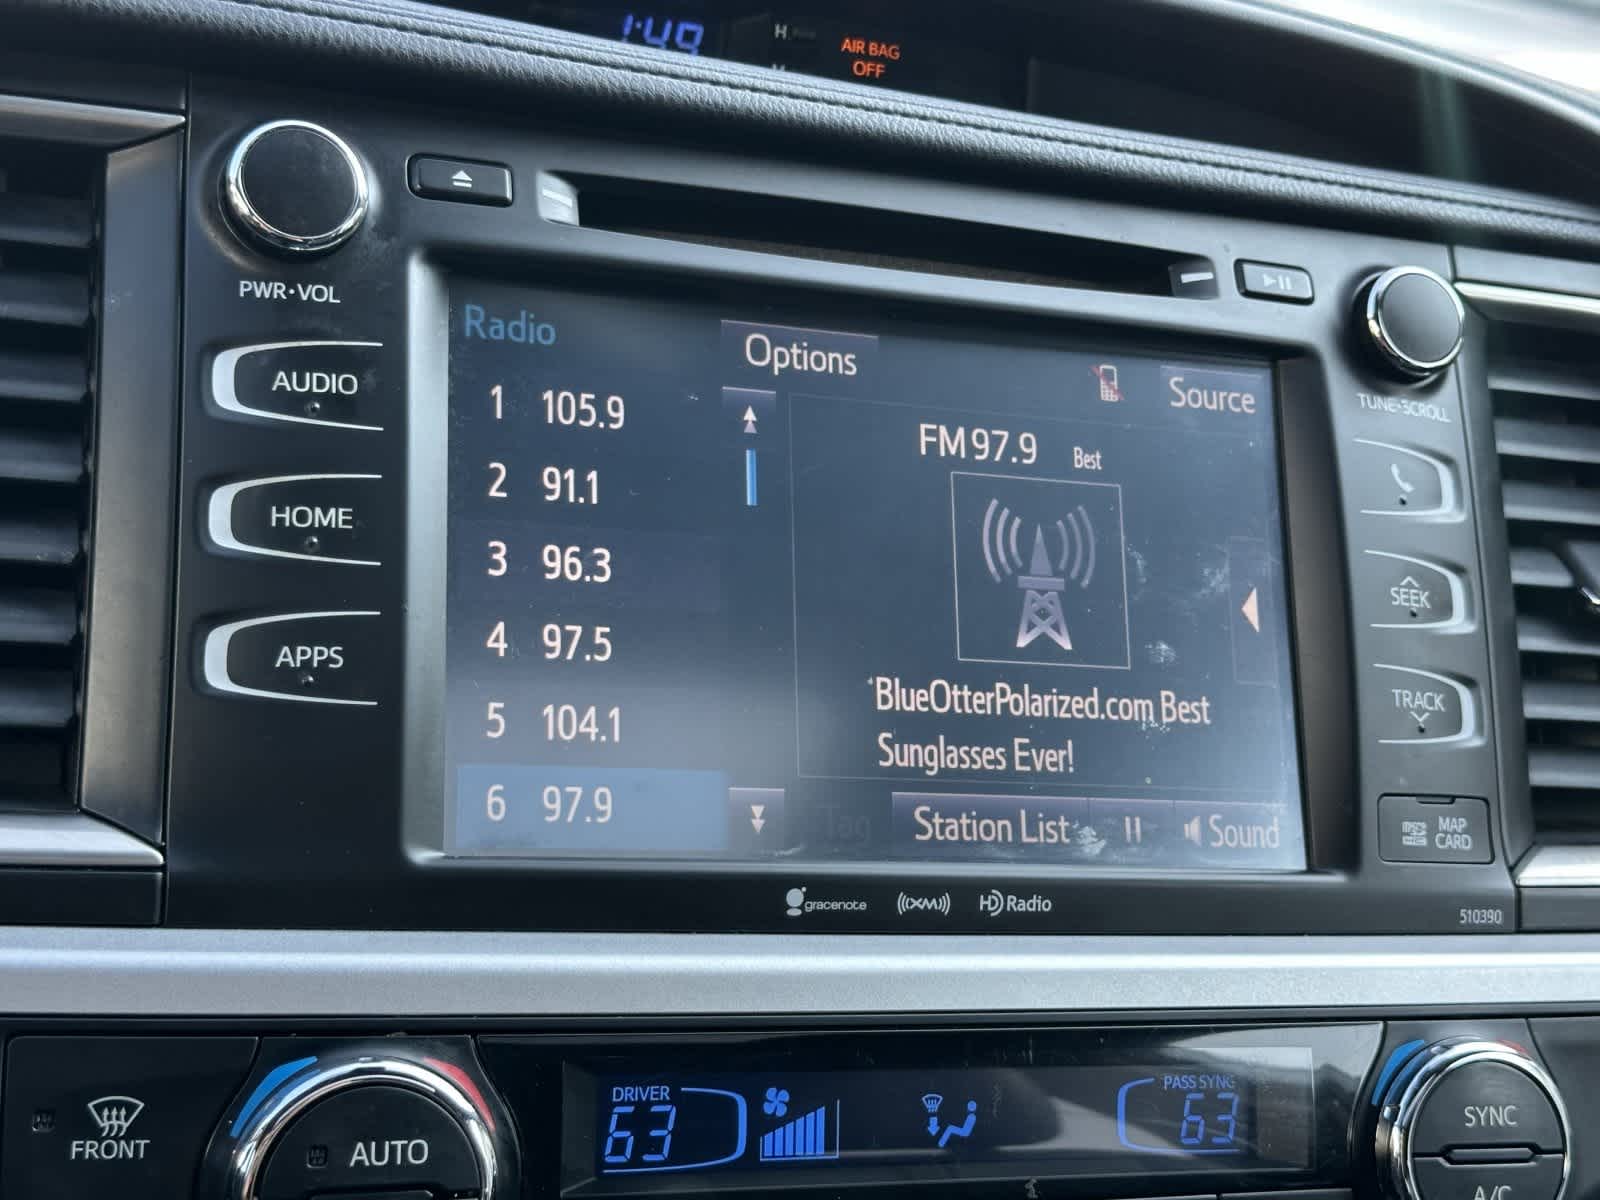 1:49
H
AIR BAG
OFF
PWR•VOL
AUDIO
HOME
APPS
Radio
Options
Source
1 105.9
2 91.1
3 96.3
4 97.5
5 104.1
6 97.9
FM 97.9 Best
BlueOtterPolarized.com Best
Sunglasses Ever!
Tag
Station List
Sound
TUNE•SCROLL
SEEK
TRACK
MAP
CARD
gracenote
((XM))
HD Radio
510390
FRONT
AUTO
DRIVER
63
PASS SYNC
63
SYNC
A/C